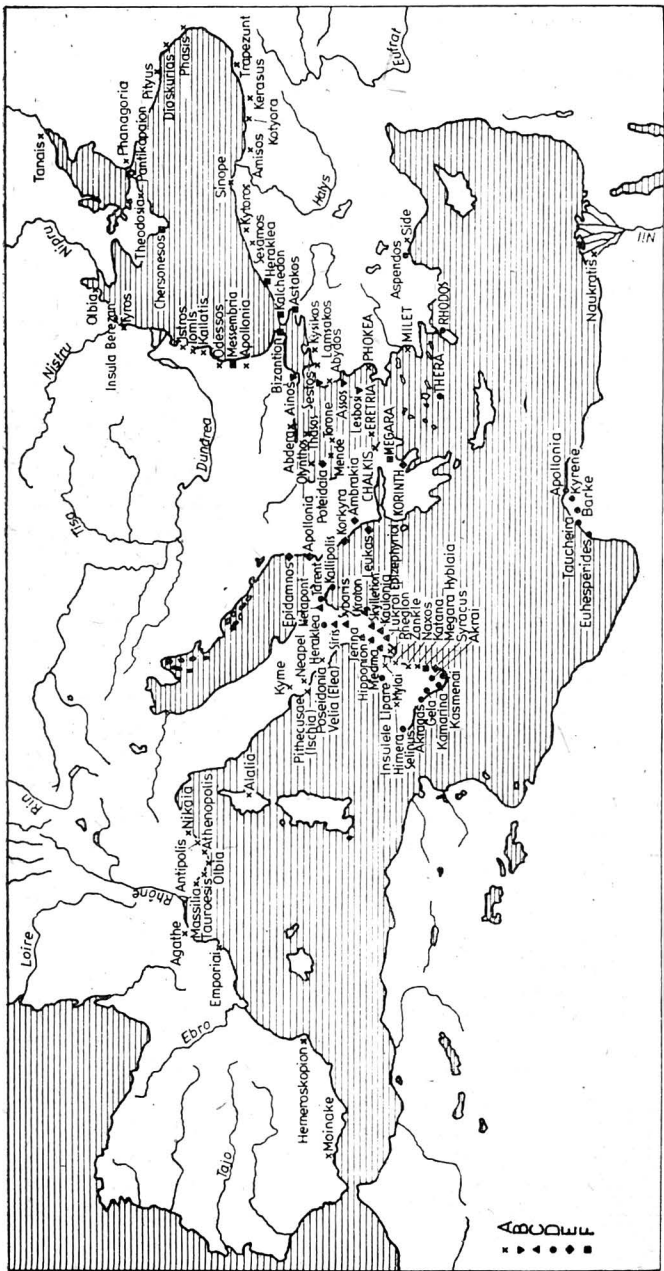 Loire
Rin
Rhône
Ebro
Tajo
Agathe
Massilia
Tauroesis
Antipolis
Nikaia
Athenopolis
Olbia
Emporiai
Alalia
Hemeroskopion
Mainake
Tisa
Nistru
Nipru
Dunărea
Halys
Eufrat
Nil
Tanais
Olbia
Insula Berezan
Tyros
Phanagoria
Pantikapaion
Theodosia
Chersonesos
Pityus
Dioskurias
Phasis
Trapezunt
Kerasus
Kotyora
Amisos
Sinope
Kytoros
Sesamos
Heraklea
Istros
Tomis
Kallatis
Odessos
Messembria
Apollonia
Bizantion
Kalchedon
Astakos
Kysikos
Lampsakos
Abydos
Sestos
Ainos
Abdera
Thasos
Olynthos
Torone
Mende
Poteidaia
Assos
Lesbos
PHOKEA
ERETRIA
CHALKIS
MEGARA
KORINTH
MILET
Aspendos
Side
RHODOS
THERA
Naukratis
Epidamnos
Apollonia
Korkyra
Ambrakia
Leukas
Kyme
Neapel
Pithecusae
(Ischia)
Poseidonia
Velia (Elea)
Heraklea
Metapont
Tarent
Kallipolis
Siris
Sybaris
Kroton
Skylletion
Kaulonia
Lokroi Epizephyrioi
Terina
Hipponion
Medma
Rhegion
Zankle
Naxos
Katana
Megara Hyblaia
Syracus
Akrai
Insulele Lipare
Mylai
Himera
Selinus
Akragas
Gela
Kamarina
Kasmenai
Apollonia
Kyrene
Barke
Taucheira
Euhesperides
A
B
C
D
E
F